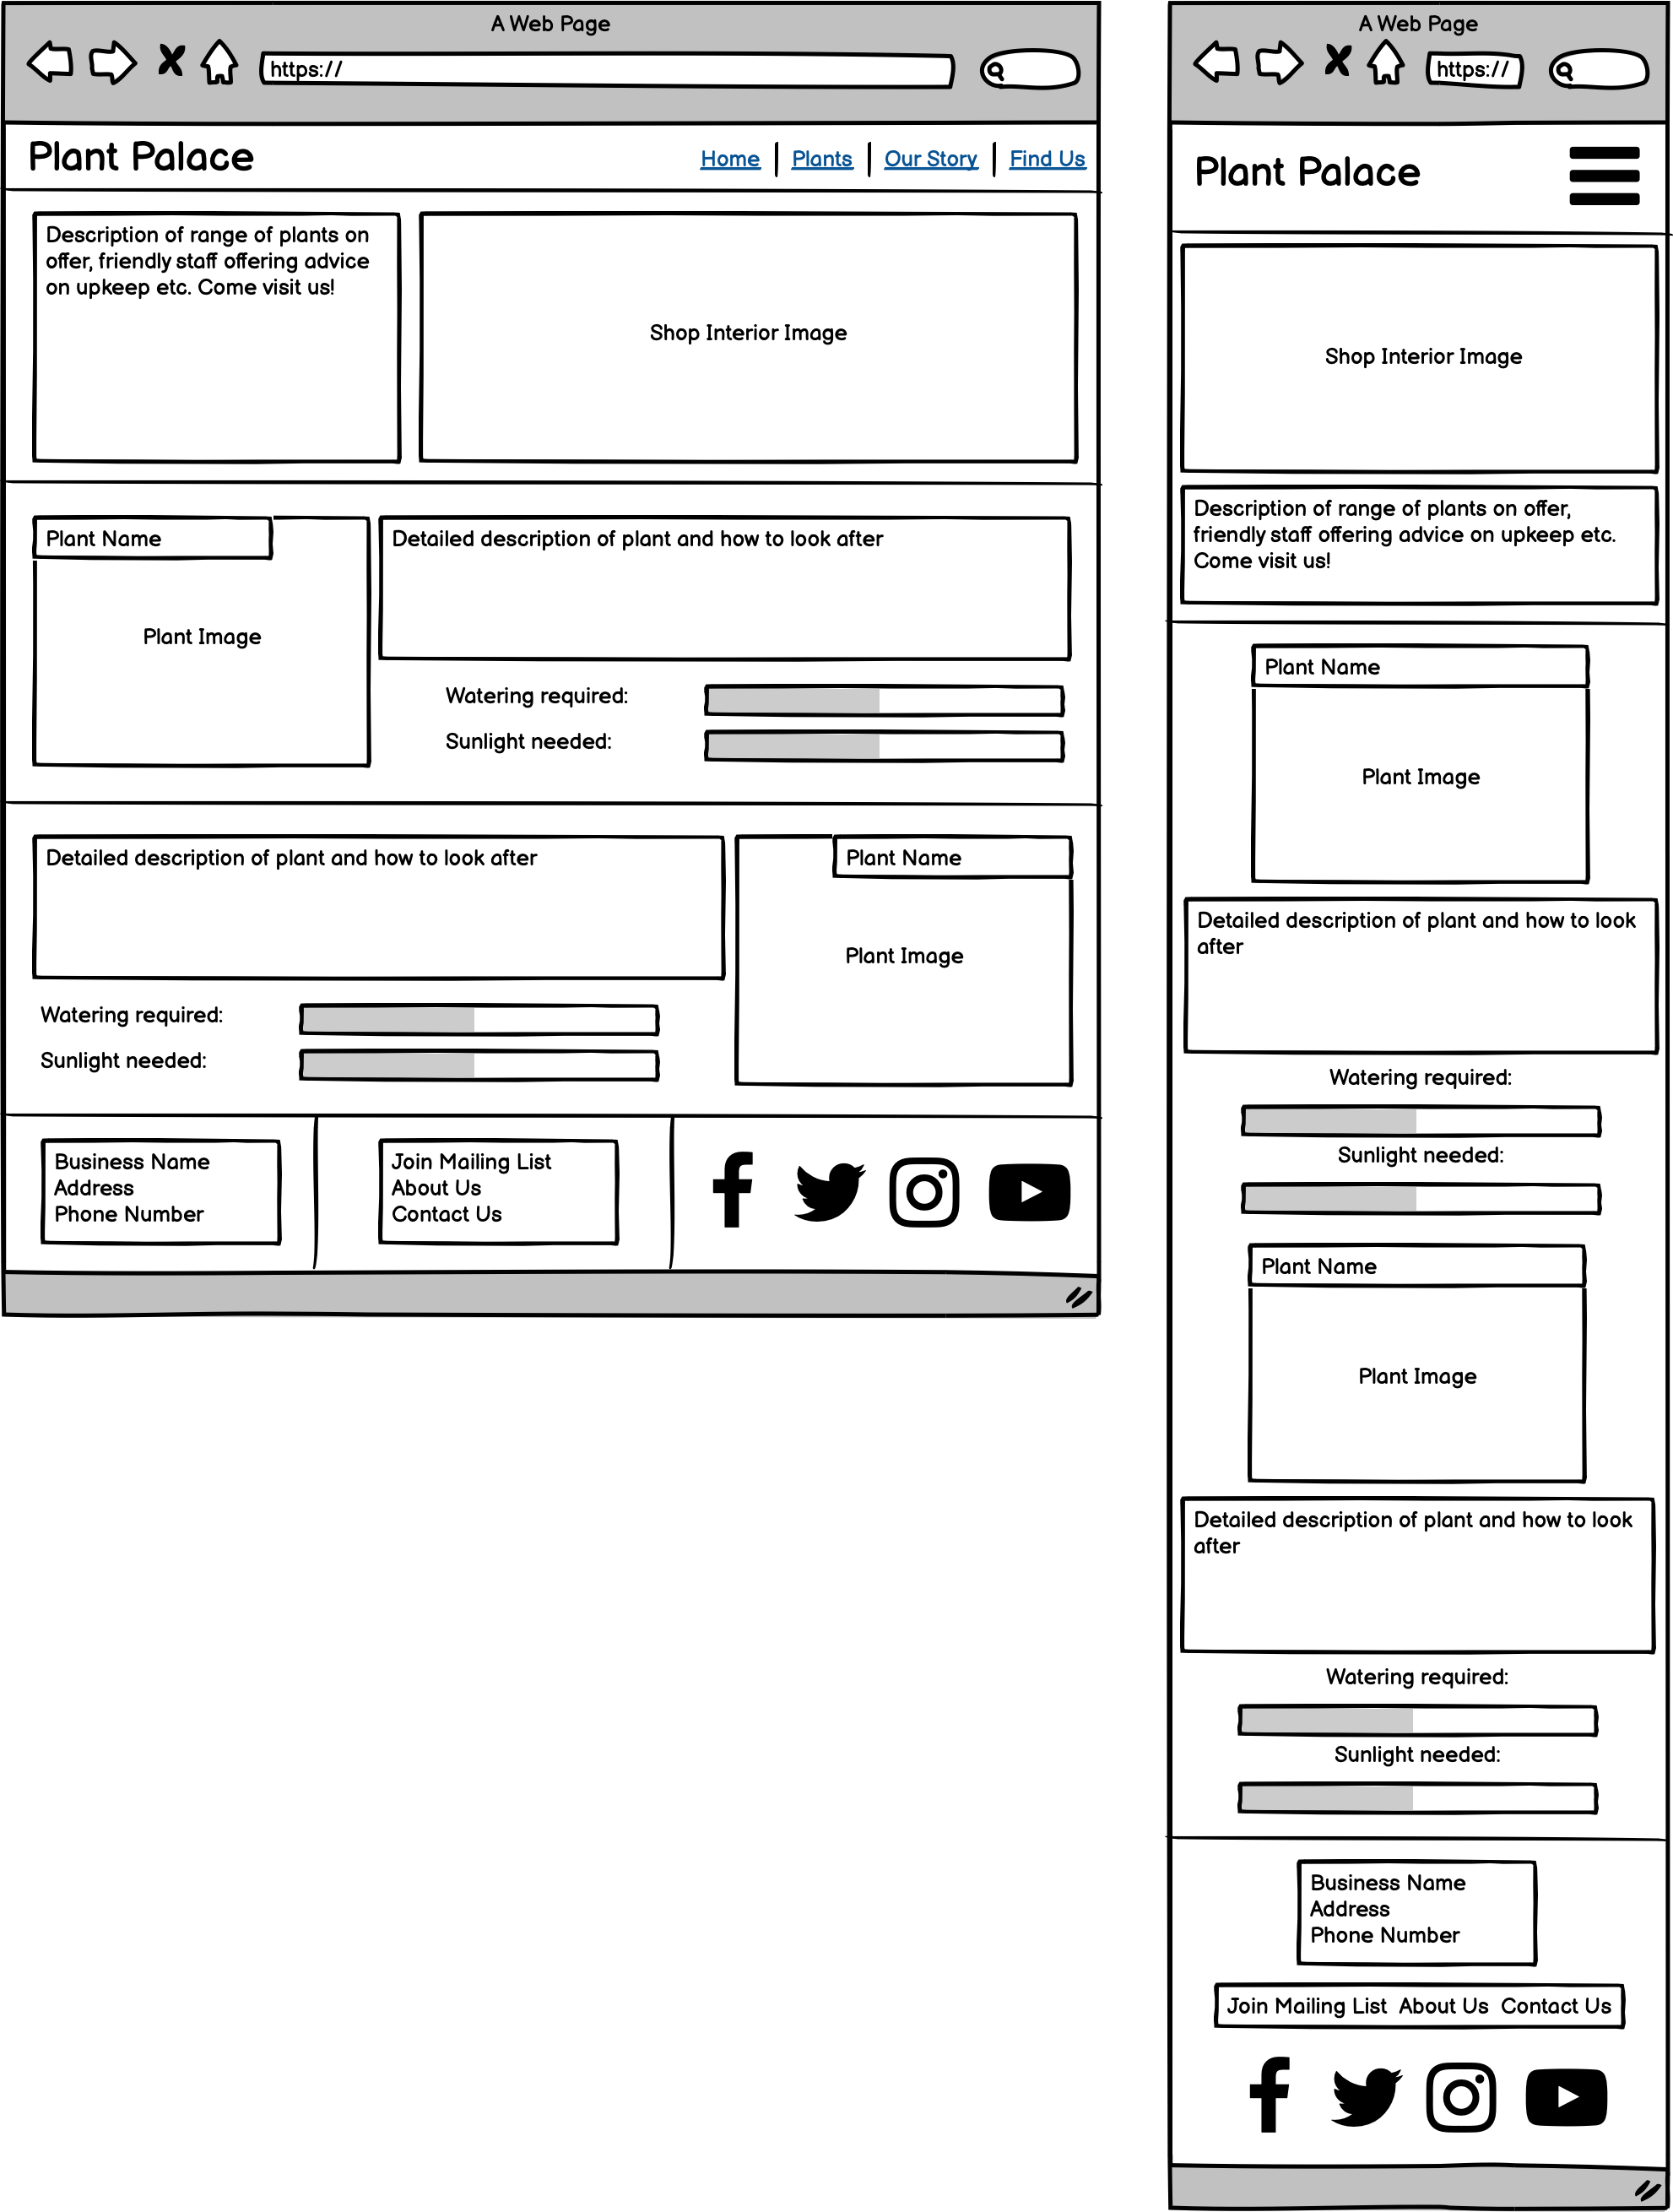 A Web Page
https://
Plant Palace
Home
Plants
Our Story
Find Us
Description of range of plants on
offer, friendly staff offering advice
on upkeep etc. Come visit us!
Shop Interior Image
Plant Name
Plant Image
Detailed description of plant and how to look after
Watering required:
Sunlight needed:
Detailed description of plant and how to look after
Plant Name
Plant Image
Watering required:
Sunlight needed:
Business Name
Address
Phone Number
Join Mailing List
About Us
Contact Us
A Web Page
https://
Plant Palace
Shop Interior Image
Description of range of plants on offer,
friendly staff offering advice on upkeep etc.
Come visit us!
Plant Name
Plant Image
Detailed description of plant and how to look
after
Watering required:
Sunlight needed:
Plant Name
Plant Image
Detailed description of plant and how to look
after
Watering required:
Sunlight needed:
Business Name
Address
Phone Number
Join Mailing List About Us Contact Us